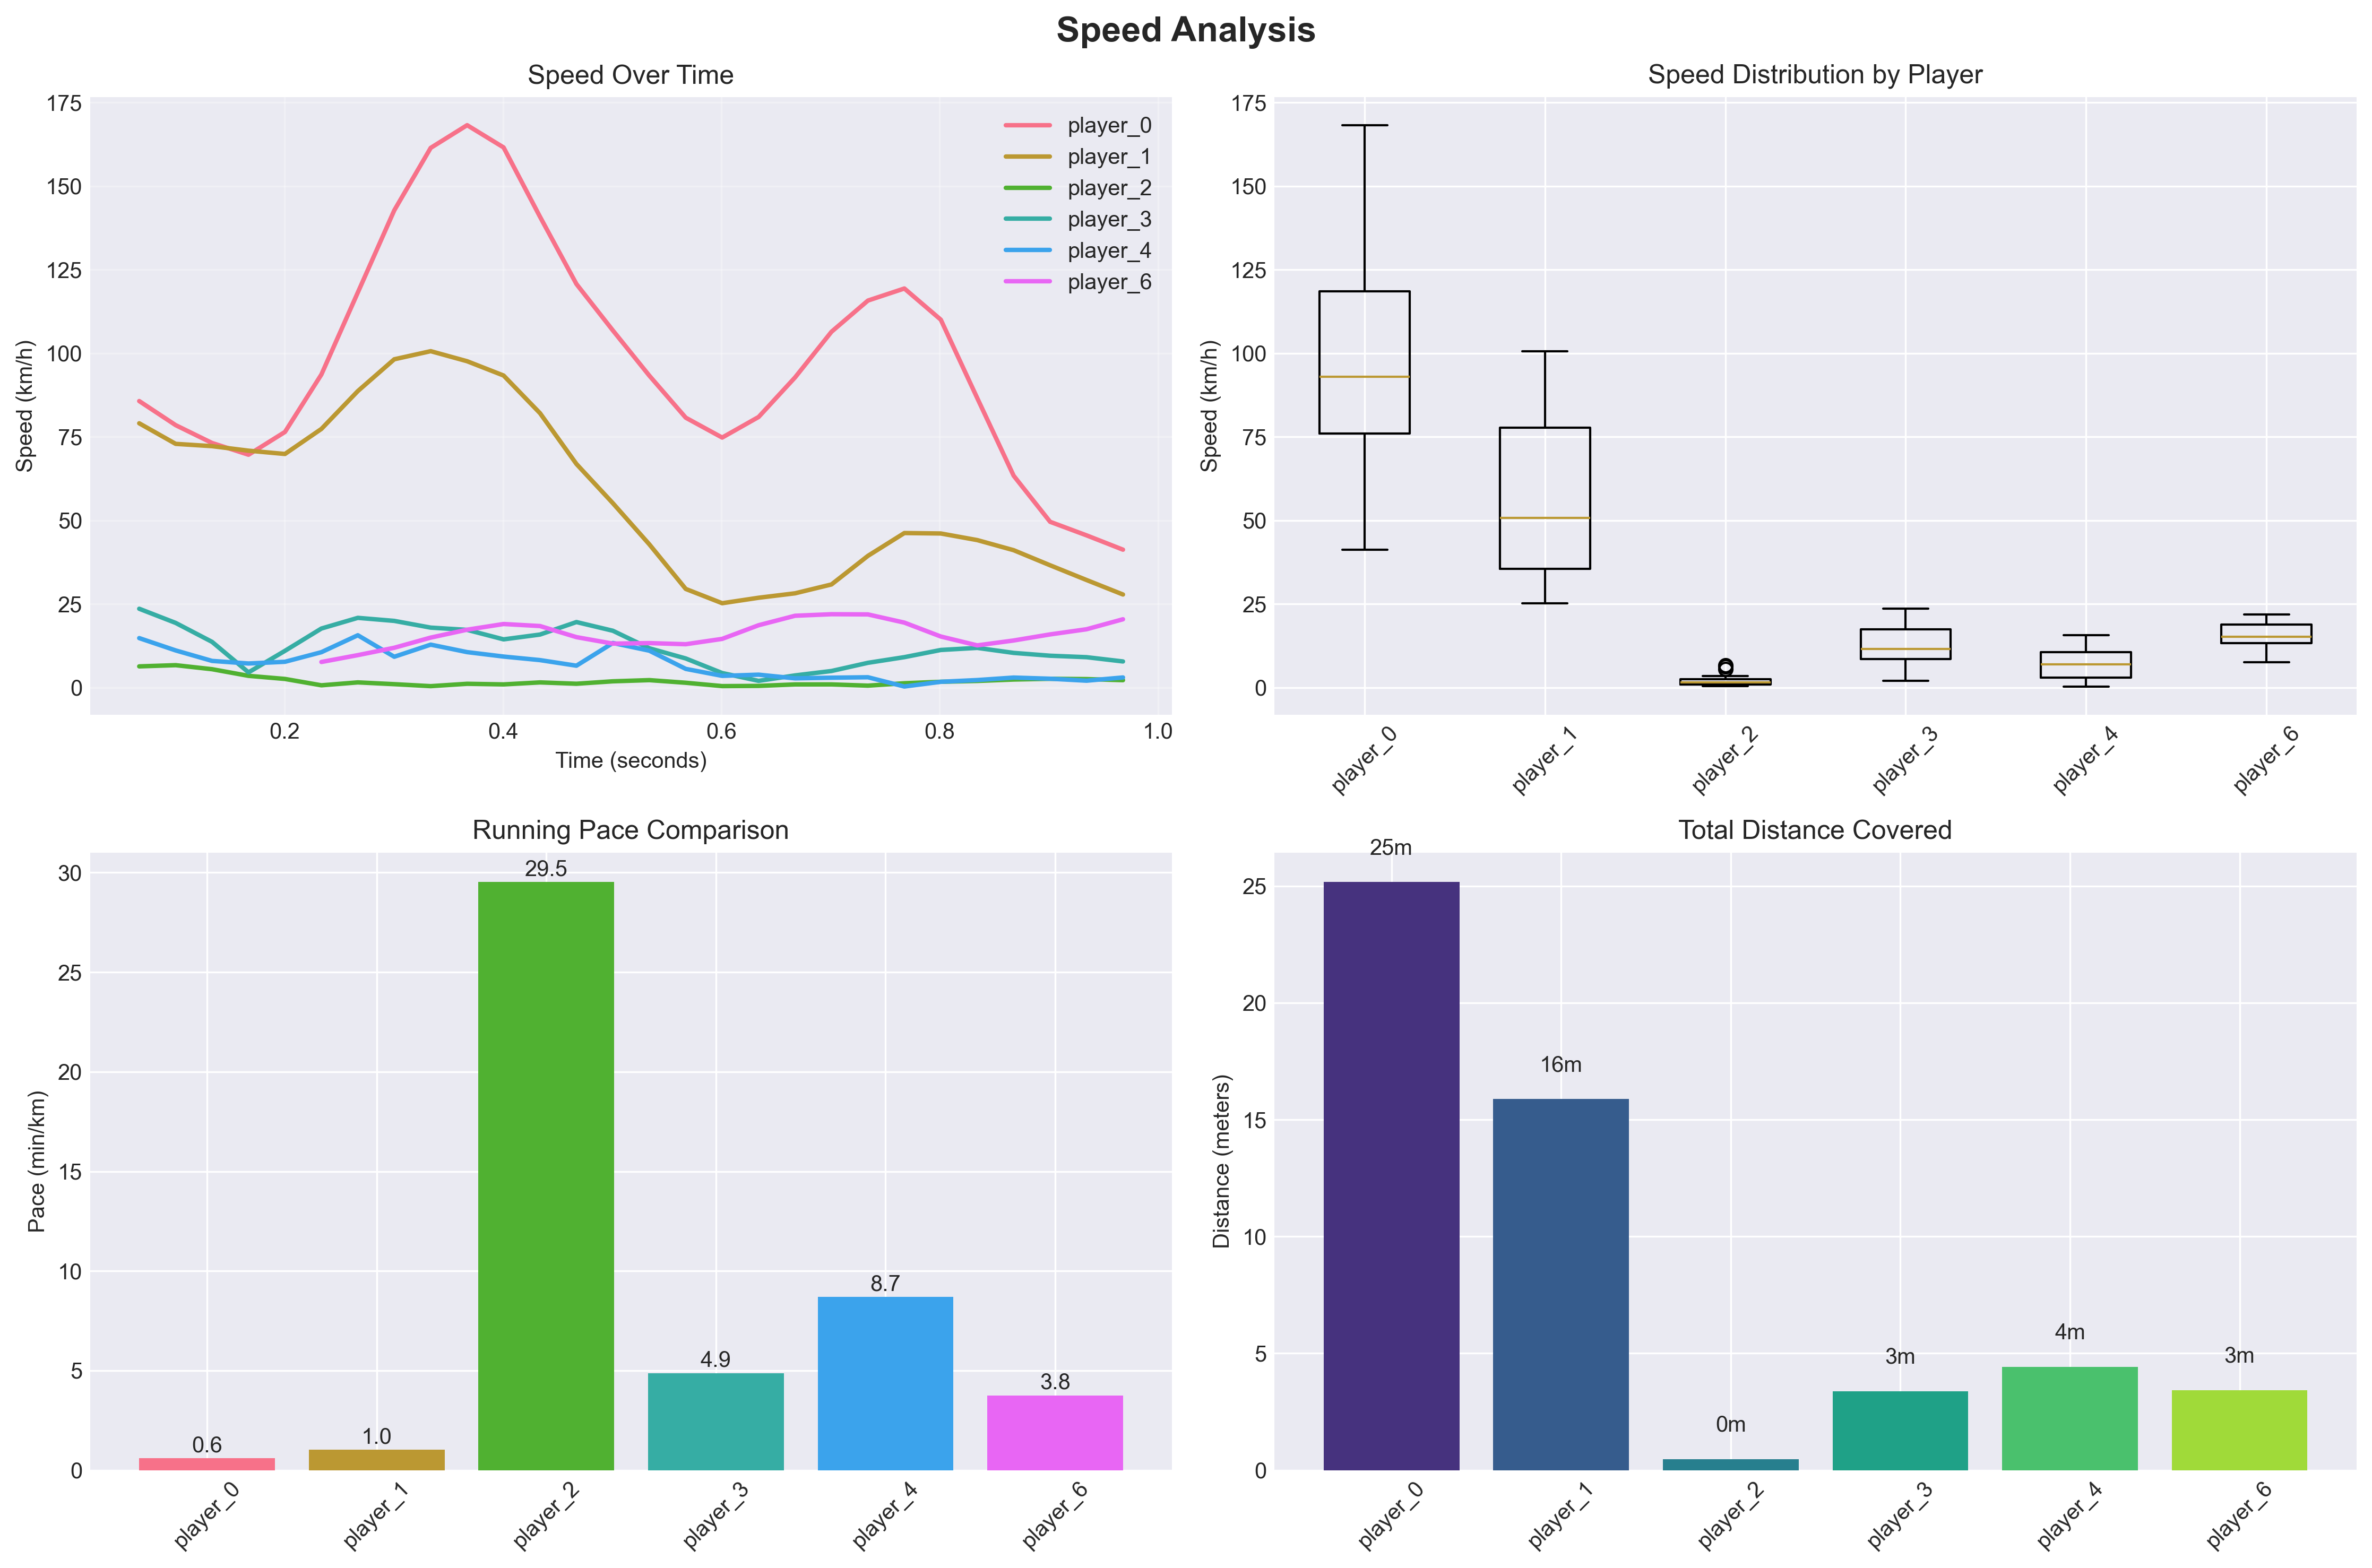 Speed Analysis
Speed Over Time
175
150
125
100
75
50
25
0
Speed (km/h)
player_0
player_1
player_2
player_3
player_4
player_6
0.2
0.4
0.6
0.8
1.0
Time (seconds)
Speed Distribution by Player
175
150
125
100
75
50
25
0
Speed (km/h)
player_0
player_1
player_2
player_3
player_4
player_6
Running Pace Comparison
30
25
20
15
10
5
0
Pace (min/km)
0.6
1.0
29.5
4.9
8.7
3.8
player_0
player_1
player_2
player_3
player_4
player_6
Total Distance Covered
25
20
15
10
5
0
Distance (meters)
25m
16m
0m
3m
4m
3m
player_0
player_1
player_2
player_3
player_4
player_6